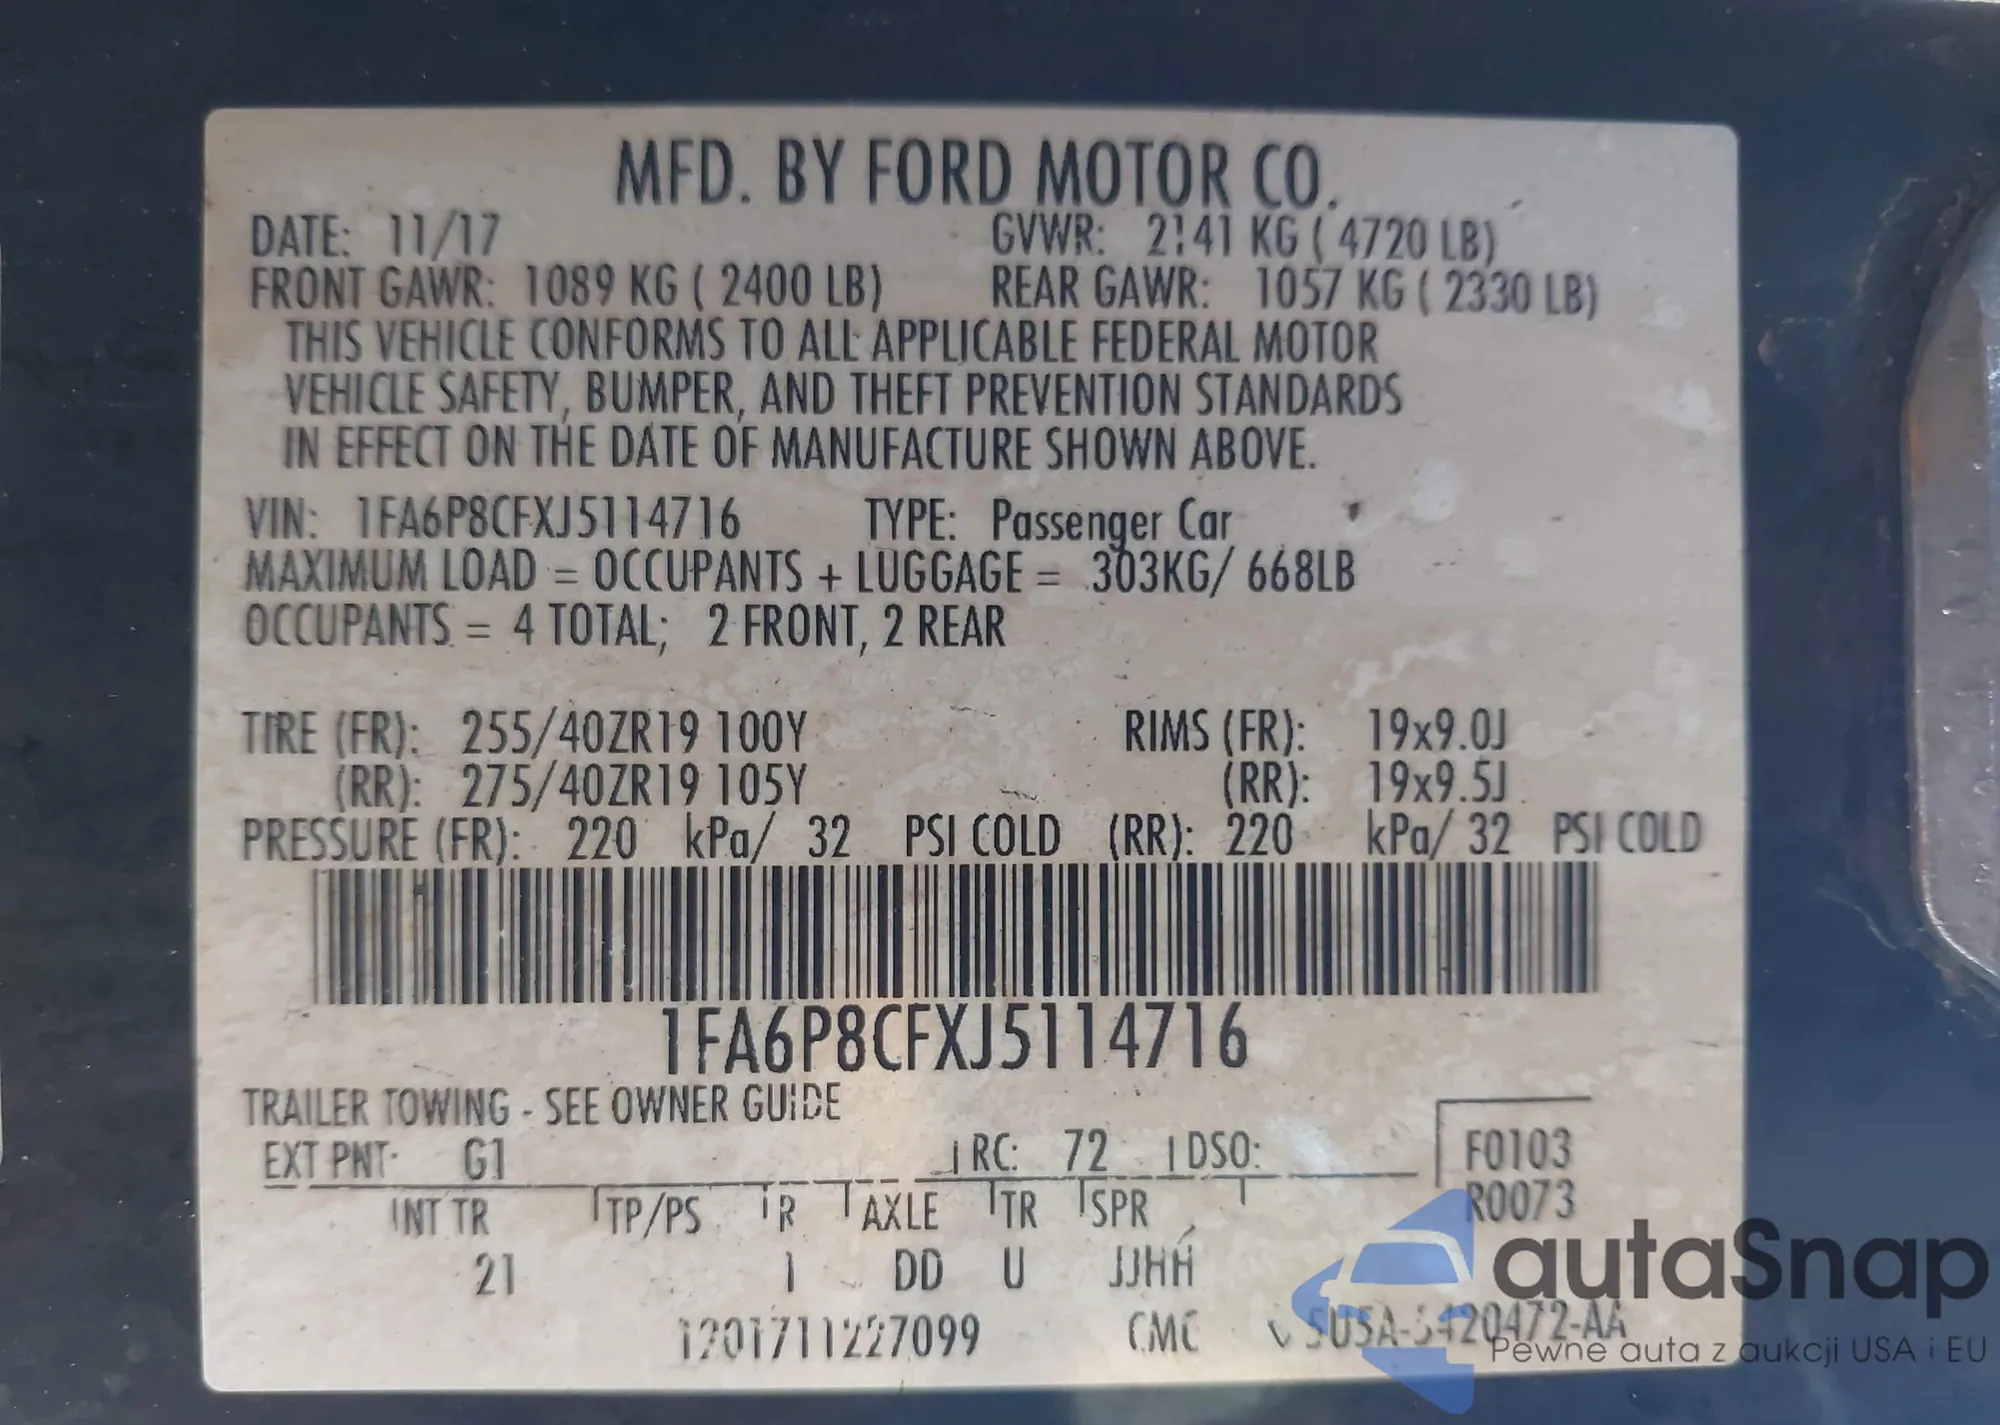 MFD. BY FORD MOTOR CO.
DATE: 11/17 GVWR: 2141 KG ( 4720 LB)
FRONT GAWR: 1089 KG ( 2400 LB) REAR GAWR: 1057 KG ( 2330 LB)
THIS VEHICLE CONFORMS TO ALL APPLICABLE FEDERAL MOTOR
VEHICLE SAFETY, BUMPER, AND THEFT PREVENTION STANDARDS
IN EFFECT ON THE DATE OF MANUFACTURE SHOWN ABOVE.
VIN: 1FA6P8CFXJ5114716 TYPE: Passenger Car
MAXIMUM LOAD = OCCUPANTS + LUGGAGE = 303KG/ 668LB
OCCUPANTS = 4 TOTAL; 2 FRONT, 2 REAR
TIRE (FR): 255/40ZR19 100Y RIMS (FR): 19x9.0J
(RR): 275/40ZR19 105Y (RR): 19x9.5J
PRESSURE (FR): 220 kPa/ 32 PSI COLD (RR): 220 kPa/ 32 PSI COLD
1FA6P8CFXJ5114716
TRAILER TOWING - SEE OWNER GUIDE
EXT PNT: G1 RC: 72 DSO: F0103
R0073
INT TR TP/PS R AXLE TR SPR
21 I DD U JJHH
1201711227099 CMC
autaSnap
Pewne auta z aukcji USA i EU